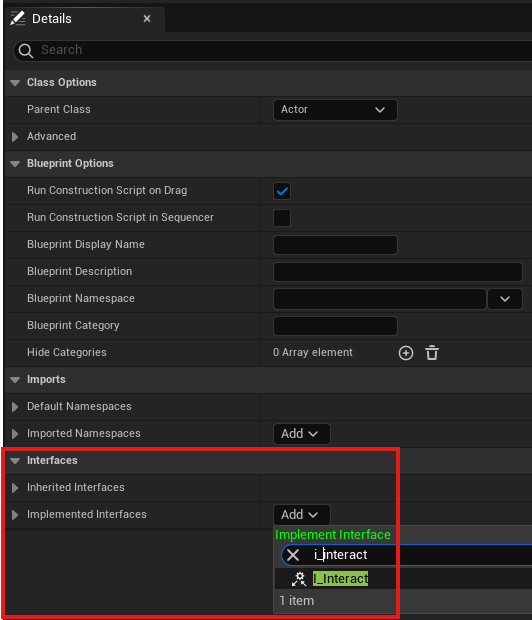 Details
Search
Class Options
Parent Class Actor
Advanced
Blueprint Options
Run Construction Script on Drag
Run Construction Script in Sequencer
Blueprint Display Name
Blueprint Description
Blueprint Namespace
Blueprint Category
Hide Categories 0 Array element
Imports
Default Namespaces
Imported Namespaces Add
Interfaces
Inherited Interfaces
Implemented Interfaces Add
Implement Interface
i_interact
I_Interact
1 item